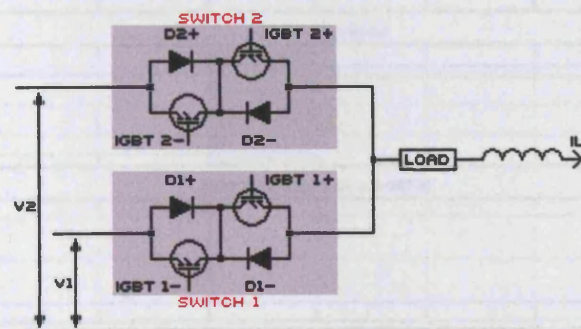 SWITCH 2
D2+ IGBT 2+
IGBT 2- D2-
LOAD IL
D1+ IGBT 1+
V2
V1
IGBT 1- D1-
SWITCH 1